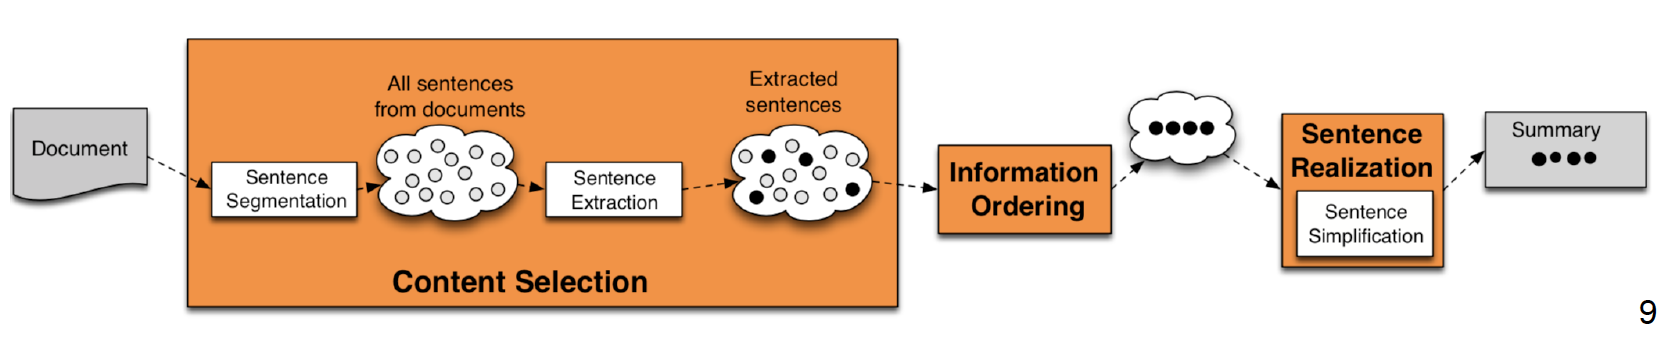 Document
Sentence
Segmentation
All sentences
from documents
Sentence
Extraction
Extracted
sentences
Content Selection
Information
Ordering
Sentence
Realization
Sentence
Simplification
Summary
9